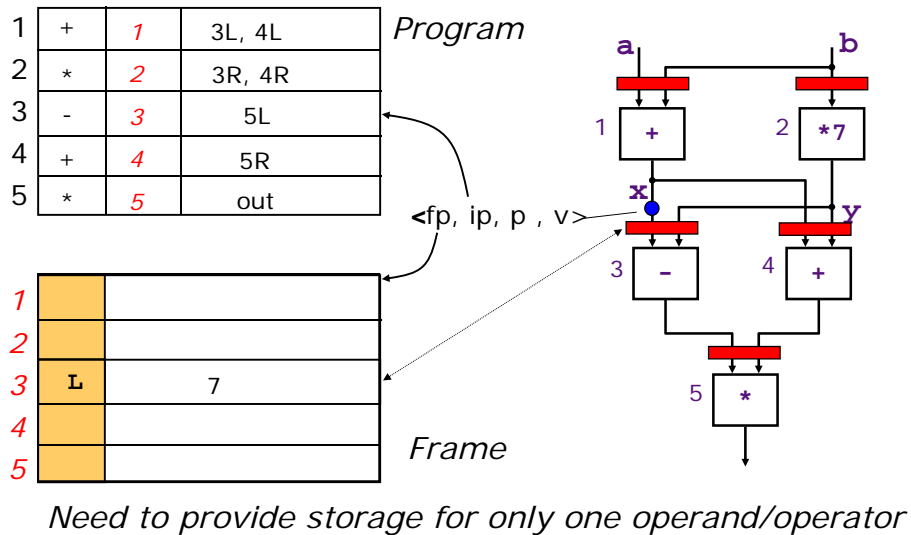 Program
1 + 1 3L, 4L
2 * 2 3R, 4R
3 - 3 5L
4 + 4 5R
5 * 5 out
<fp, ip, p , v>
1
2
3 L 7
4
5
Frame
a b
1 + 2 *7
x y
3 - 4 +
5 *
Need to provide storage for only one operand/operator